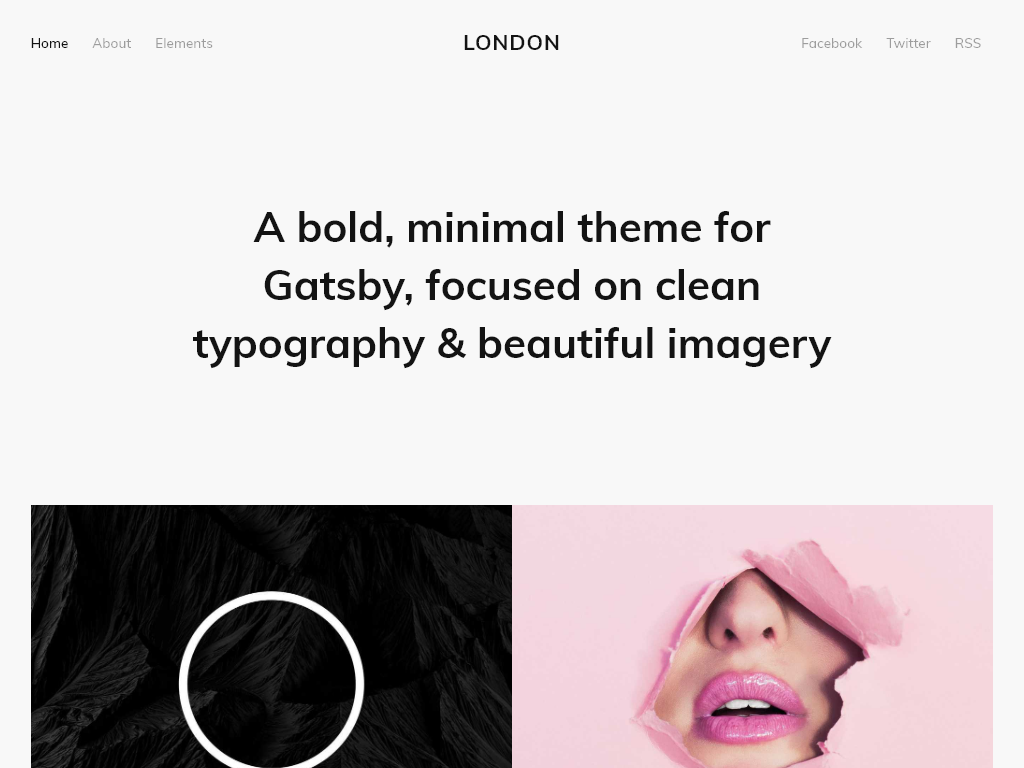 Home About Elements
LONDON
Facebook Twitter RSS
A bold, minimal theme for
Gatsby, focused on clean
typography & beautiful imagery